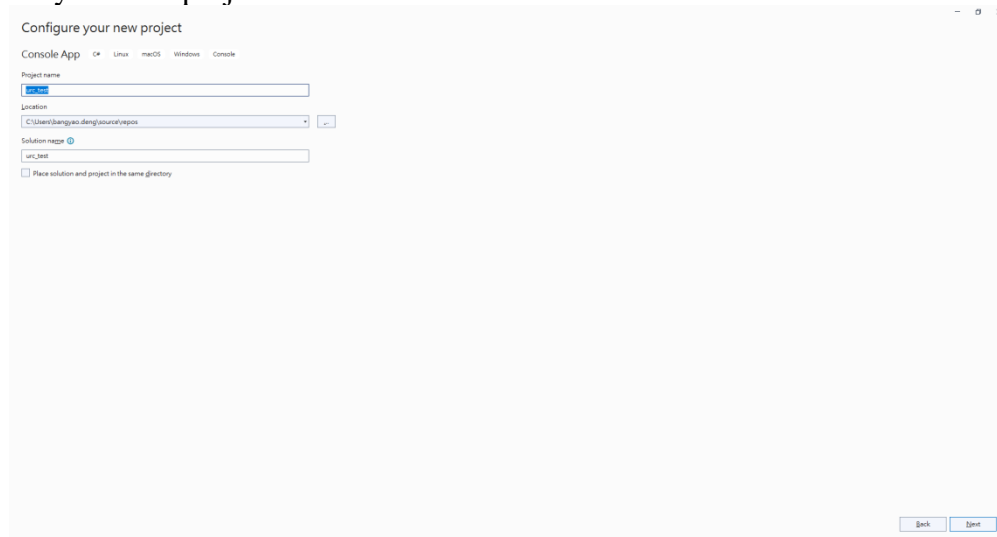 Configure your new project
Console App C# Linux macOS Windows Console
Project name
urc_test
Location
C:\Users\bangyao.deng\source\repos
...
Solution name
urc_test
Place solution and project in the same directory
Back Next